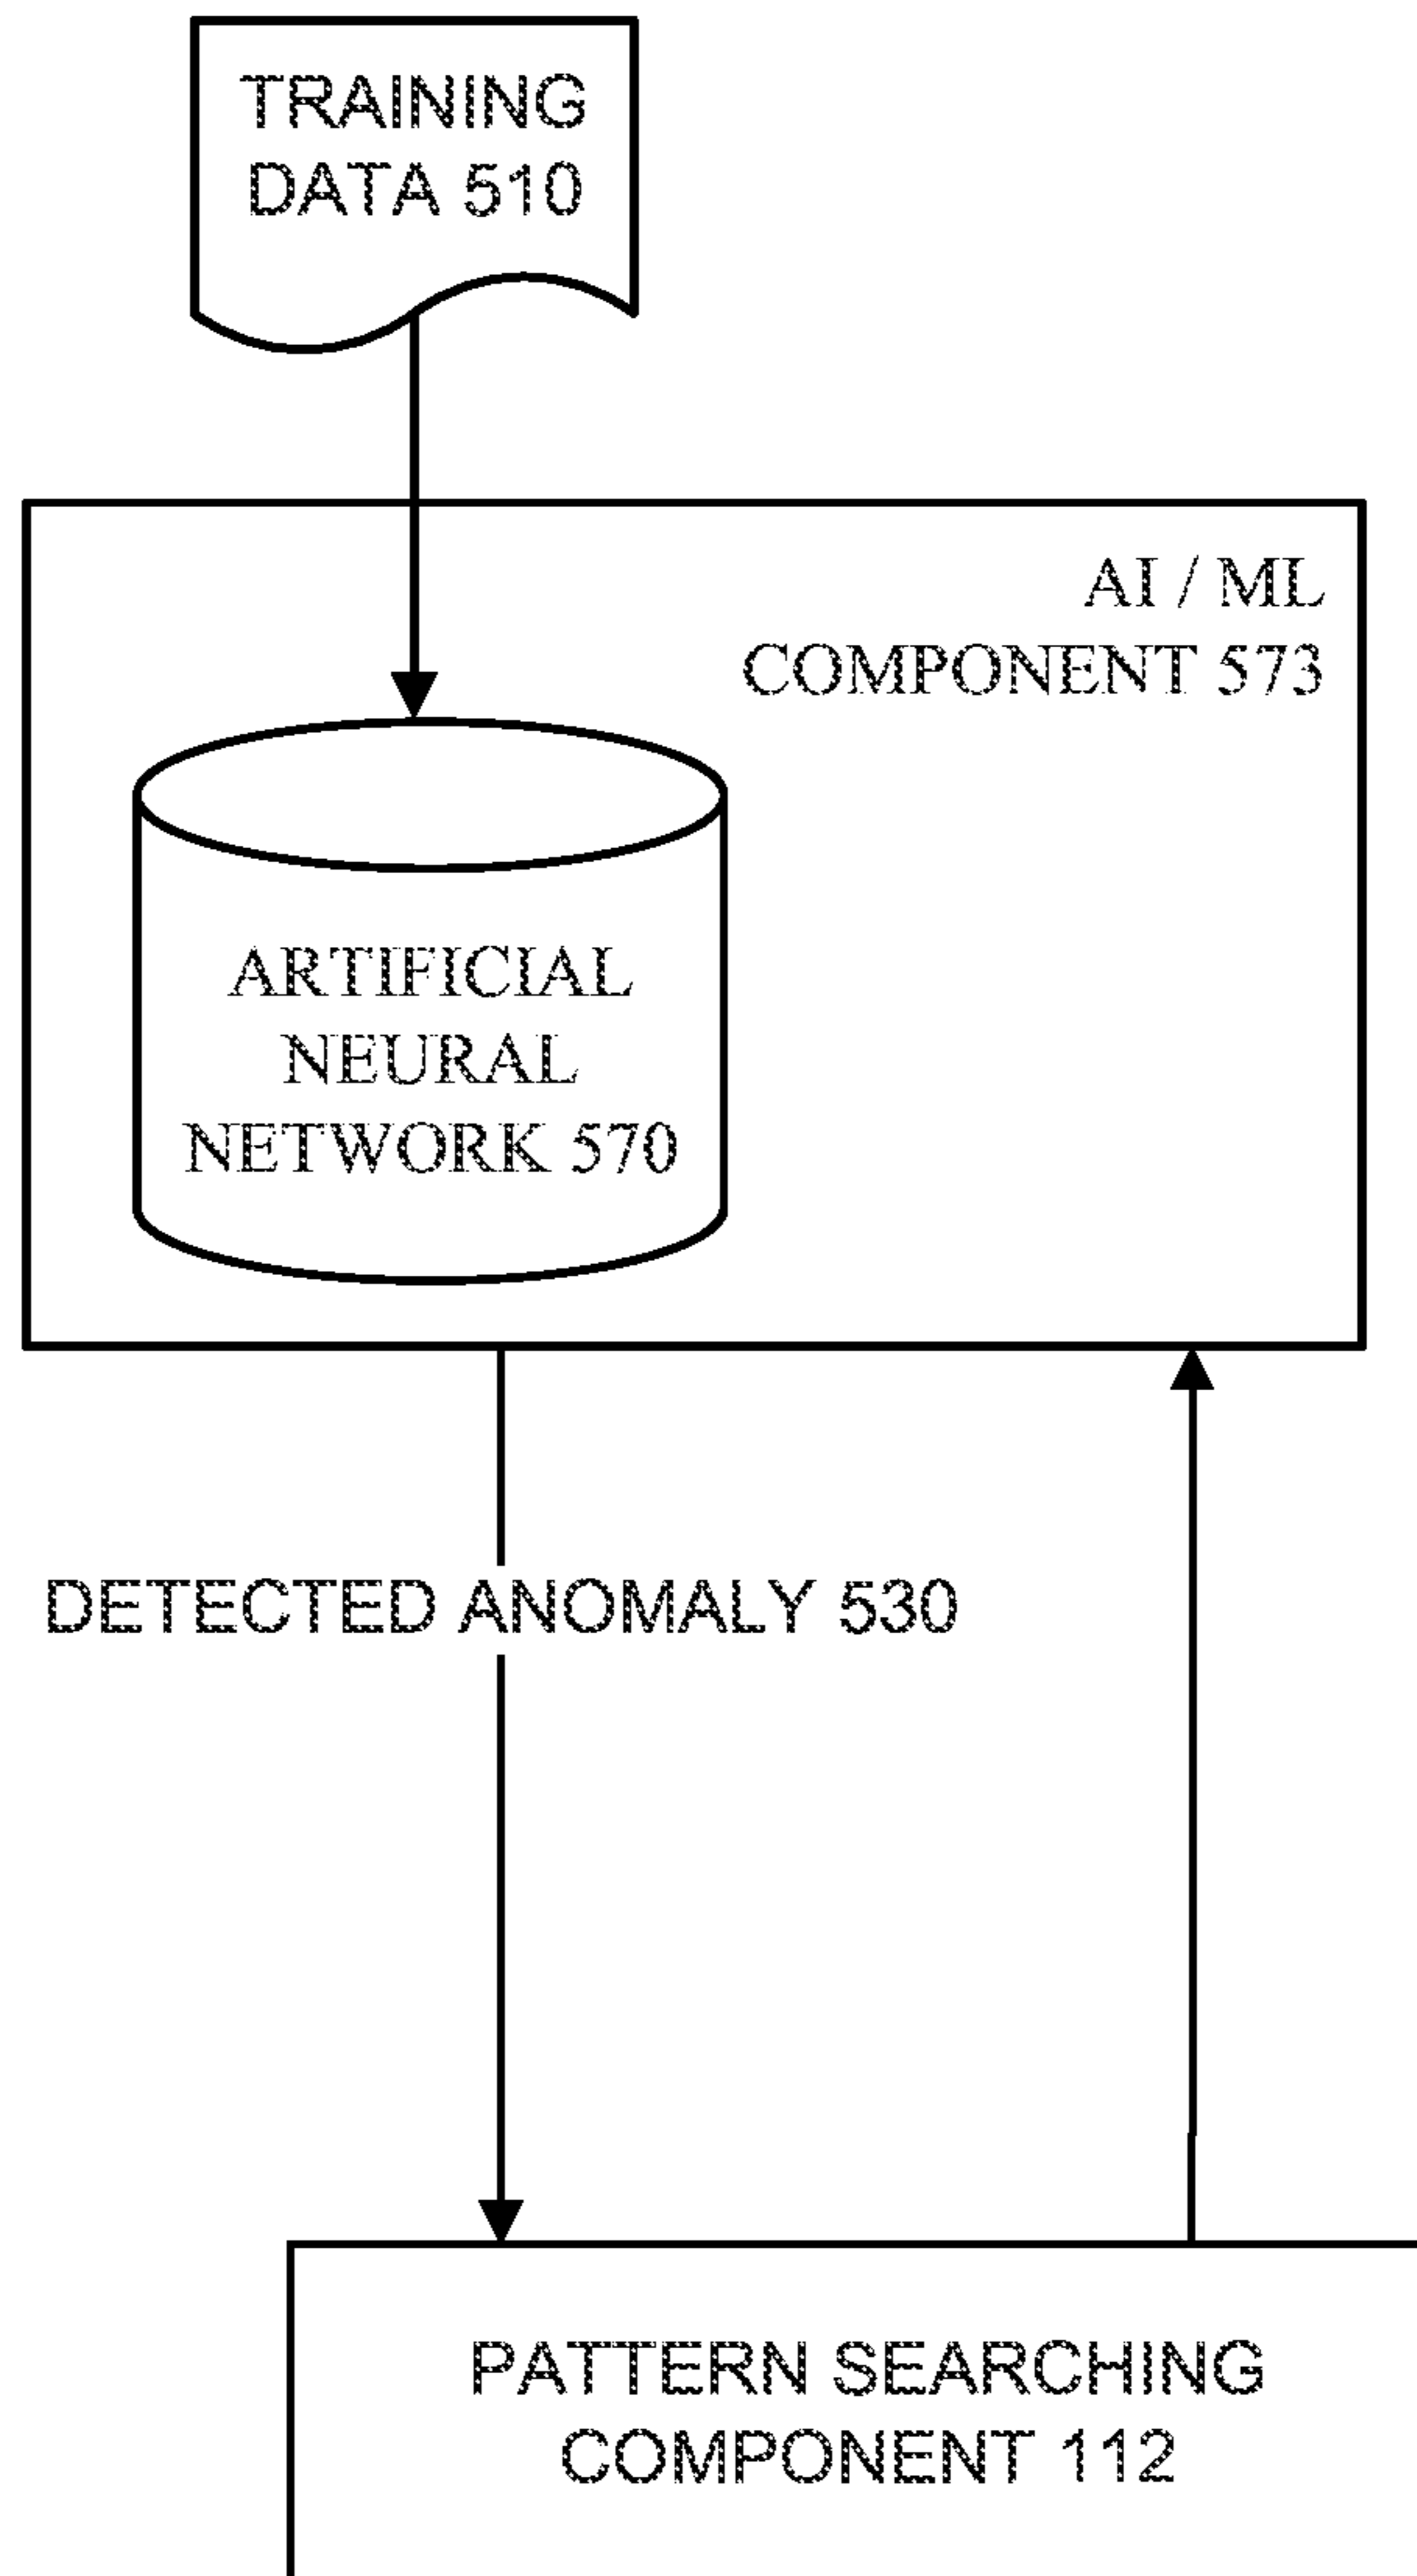 TRAINING
DATA 510
AI / ML
COMPONENT 573
ARTIFICIAL
NEURAL
NETWORK 570
DETECTED ANOMALY 530
PATTERN SEARCHING
COMPONENT 112